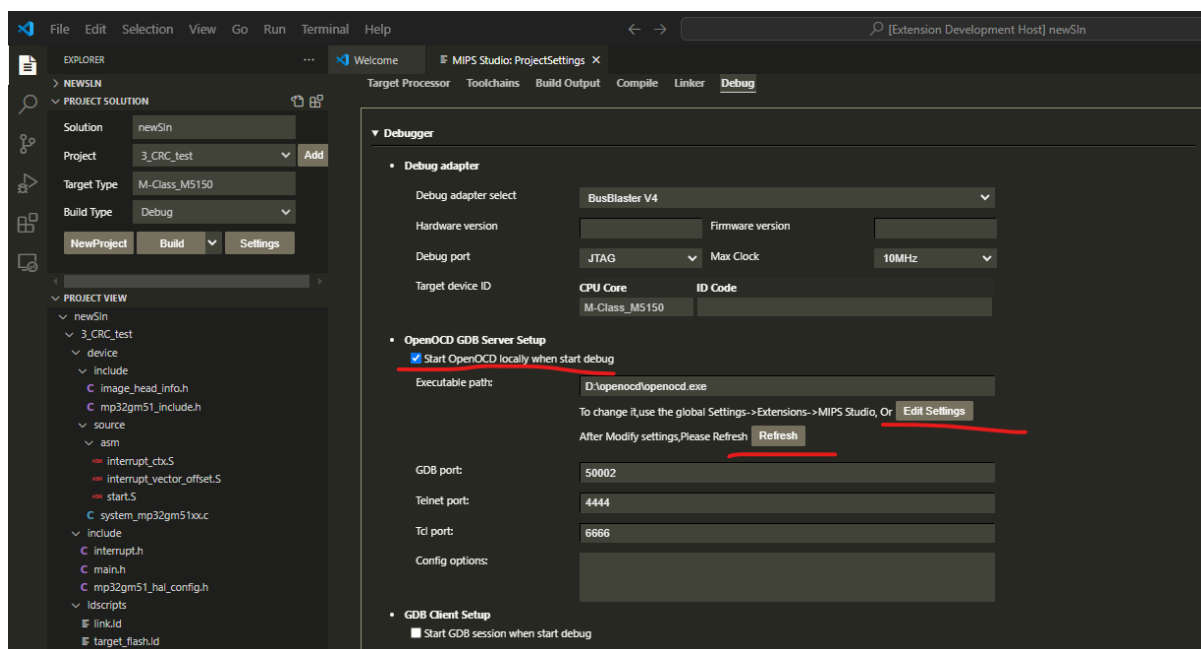 File Edit Selection View Go Run Terminal Help
[Extension Development Host] newSln
EXPLORER ...
Welcome
MIPS Studio: ProjectSettings
NEWSLN
PROJECT SOLUTION
Solution newSln
Project 3_CRC_test Add
Target Type M-Class_M5150
Build Type Debug
NewProject Build Settings
PROJECT VIEW
newSln
3_CRC_test
device
include
C image_head_info.h
C mp32gm51_include.h
source
asm
interrupt_ctx.S
interrupt_vector_offset.S
start.S
C system_mp32gm51xx.c
include
C interrupt.h
C main.h
C mp32gm51_hal_config.h
ldscripts
link.ld
target_flash.ld
Target Processor Toolchains Build Output Compile Linker Debug
Debugger
• Debug adapter
Debug adapter select BusBlaster V4
Hardware version Firmware version
Debug port JTAG Max Clock 10MHz
Target device ID CPU Core ID Code
M-Class_M5150
• OpenOCD GDB Server Setup
Start OpenOCD locally when start debug
Executable path: D:\openocd\openocd.exe
To change it,use the global Settings->Extensions->MIPS Studio, Or Edit Settings
After Modify settings,Please Refresh Refresh
GDB port: 50002
Telnet port: 4444
Tcl port: 6666
Config options:
• GDB Client Setup
Start GDB session when start debug